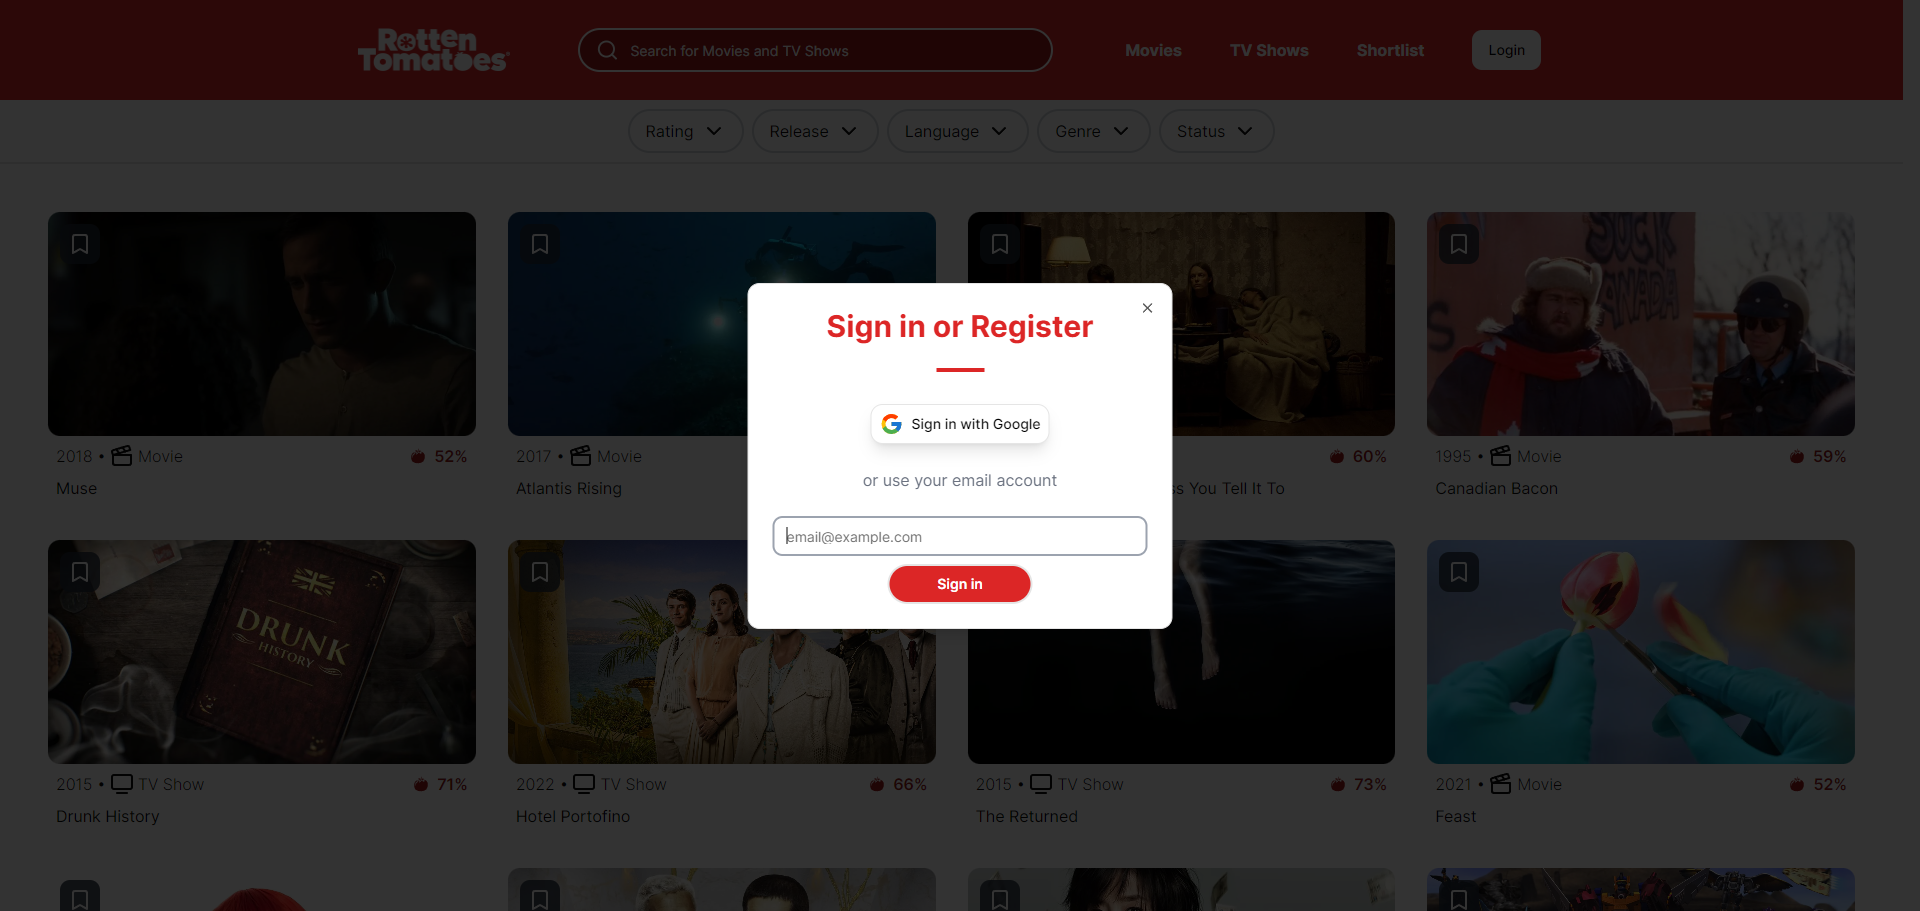 Rotten
Tomatoes
Search for Movies and TV Shows
Movies
TV Shows
Shortlist
Login
Rating
Release
Language
Genre
Status
Sign in or Register
Sign in with Google
or use your email account
email@example.com
Sign in
2018 • Movie
52%
Muse
2017 • Movie
Atlantis Rising
60%
s You Tell It To
SUCK
ANADA
1995 • Movie
59%
Canadian Bacon
DRUNK
HISTORY
2015 • TV Show
71%
Drunk History
2022 • TV Show
66%
Hotel Portofino
2015 • TV Show
73%
The Returned
2021 • Movie
52%
Feast